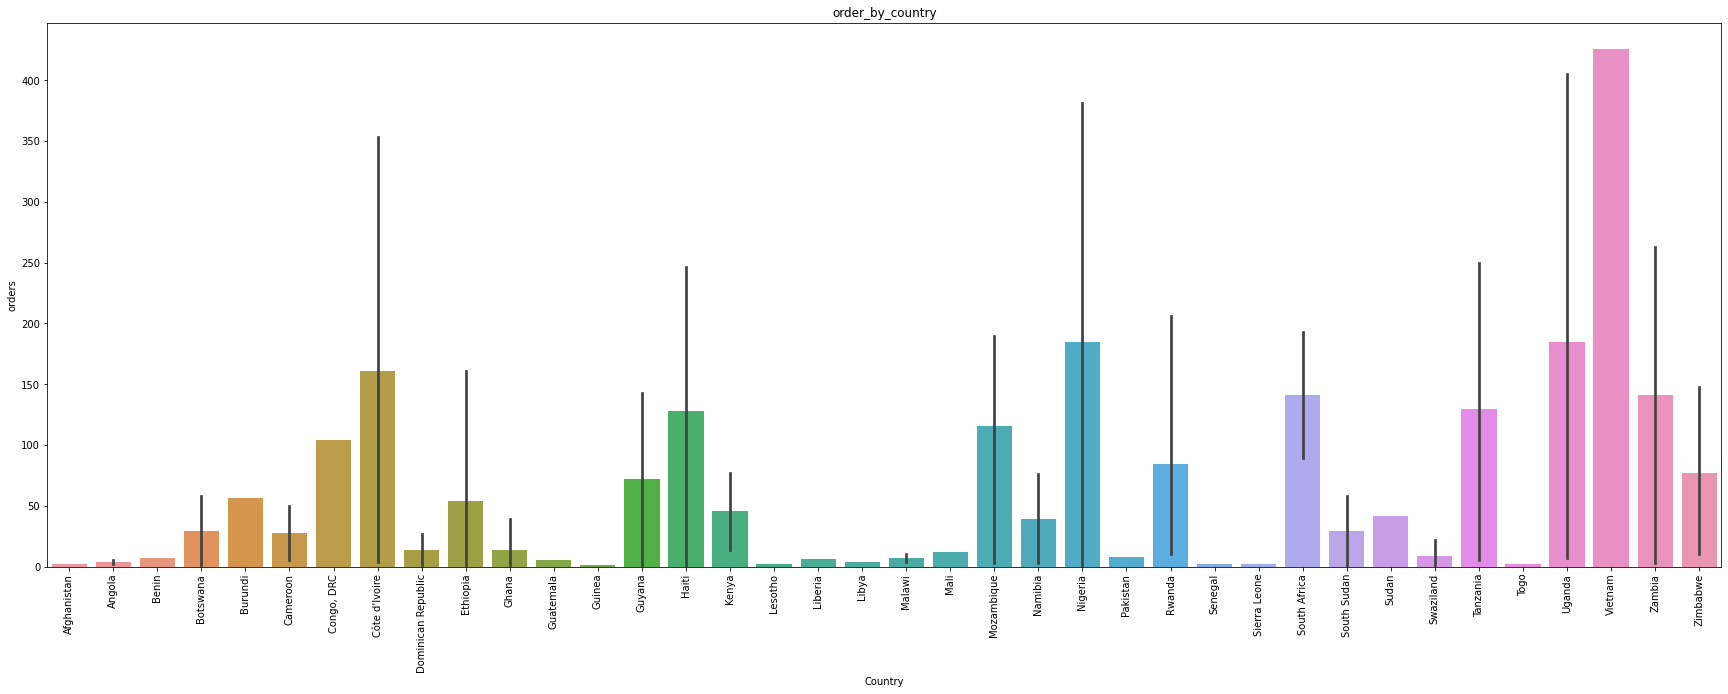 order_by_country
400
350
300
250
200
150
100
50
0
orders
Afghanistan
Angola
Benin
Botswana
Burundi
Cameroon
Congo, DRC
Côte d'Ivoire
Dominican Republic
Ethiopia
Ghana
Guatemala
Guinea
Guyana
Haiti
Kenya
Lesotho
Liberia
Libya
Malawi
Mali
Mozambique
Namibia
Nigeria
Pakistan
Rwanda
Senegal
Sierra Leone
South Africa
South Sudan
Sudan
Swaziland
Tanzania
Togo
Uganda
Vietnam
Zambia
Zimbabwe
Country